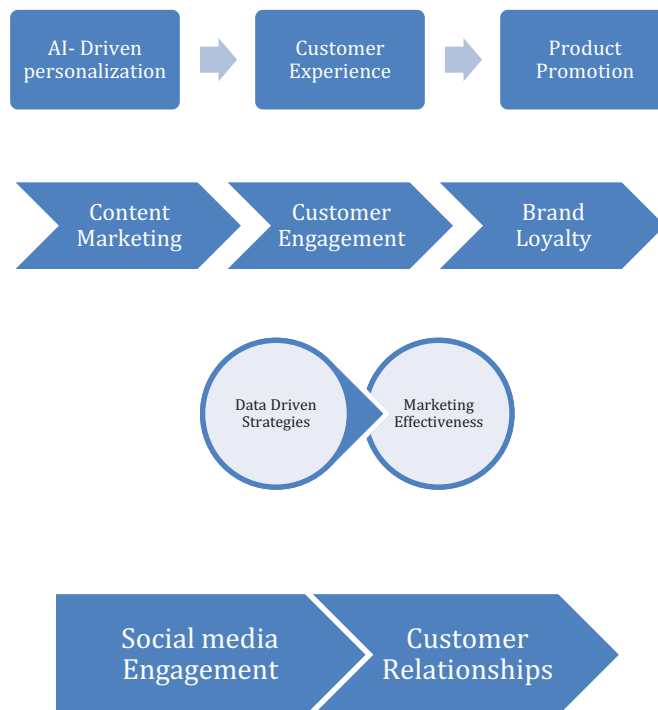 AI- Driven
personalization
Customer
Experience
Product
Promotion
Content
Marketing
Customer
Engagement
Brand
Loyalty
Data Driven
Strategies
Marketing
Effectiveness
Social media
Engagement
Customer
Relationships